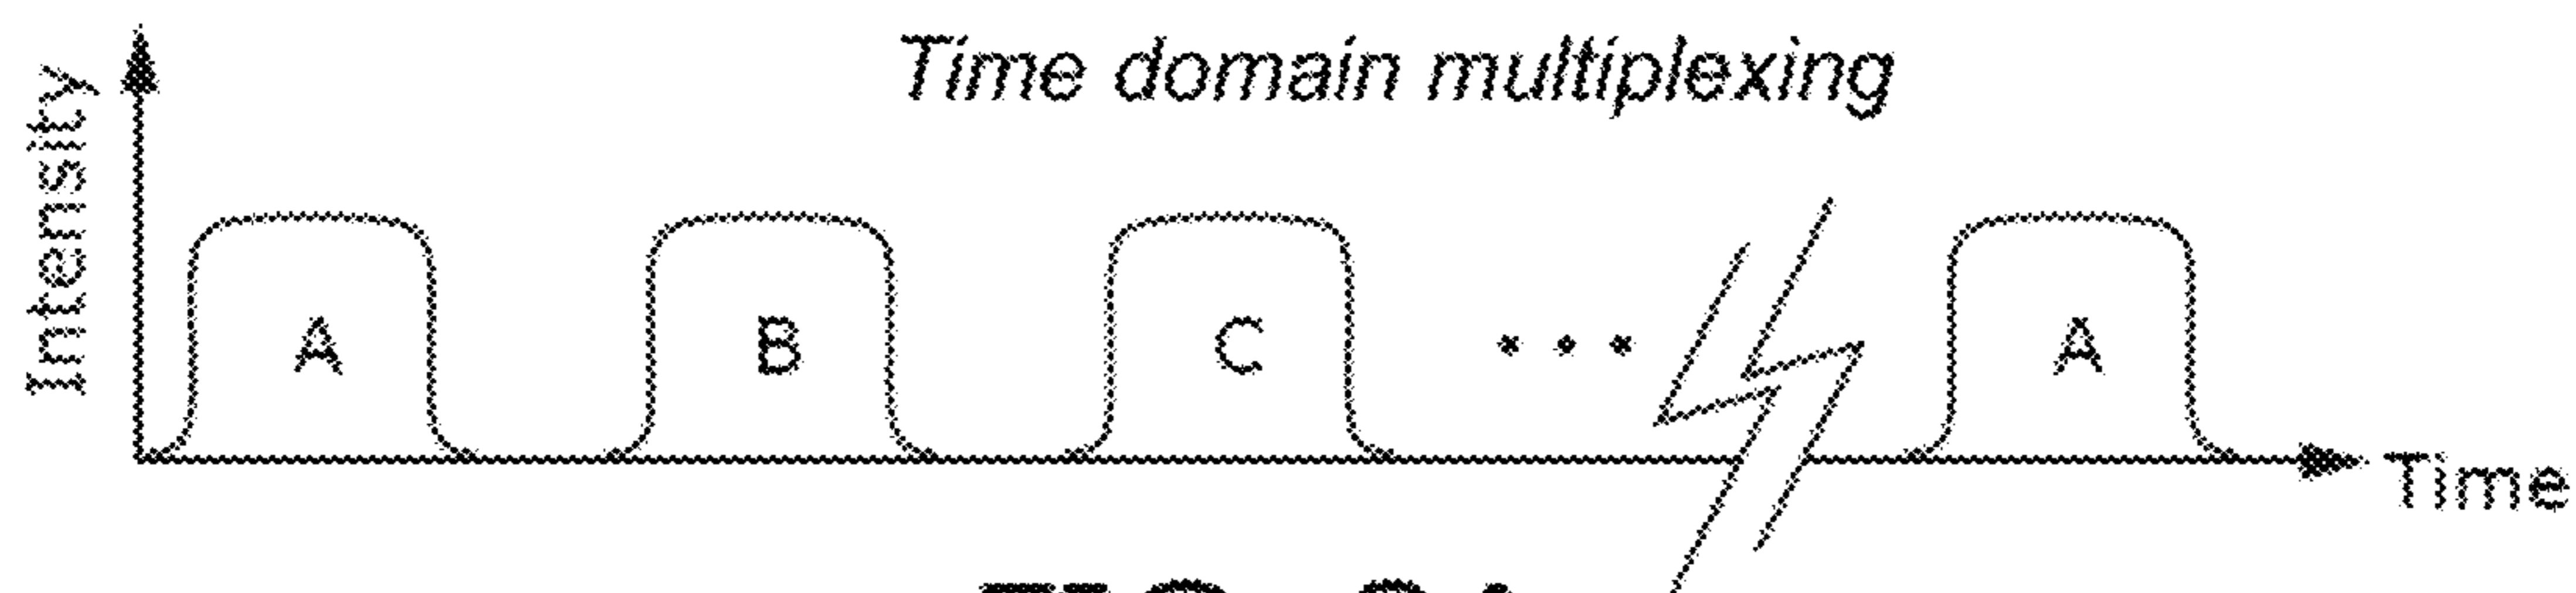 Time domain multiplexing
Intensity
A B C ••• A
Time